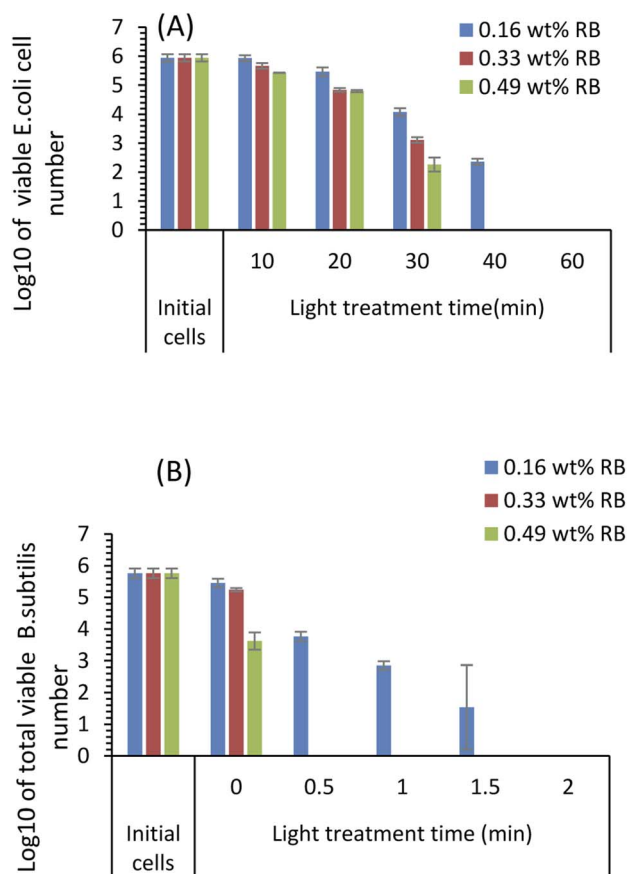 (A)
0.16 wt% RB
0.33 wt% RB
0.49 wt% RB
Log10 of viable E.coli cell
number
6
5
4
3
2
1
0
7
10 20 30 40 60
Initial
cells
Light treatment time(min)
(B)
0.16 wt% RB
0.33 wt% RB
0.49 wt% RB
Log10 of total viable B.subtilis
number
7
6
5
4
3
2
1
0
0 0.5 1 1.5 2
Initial
cells
Light treatment time (min)